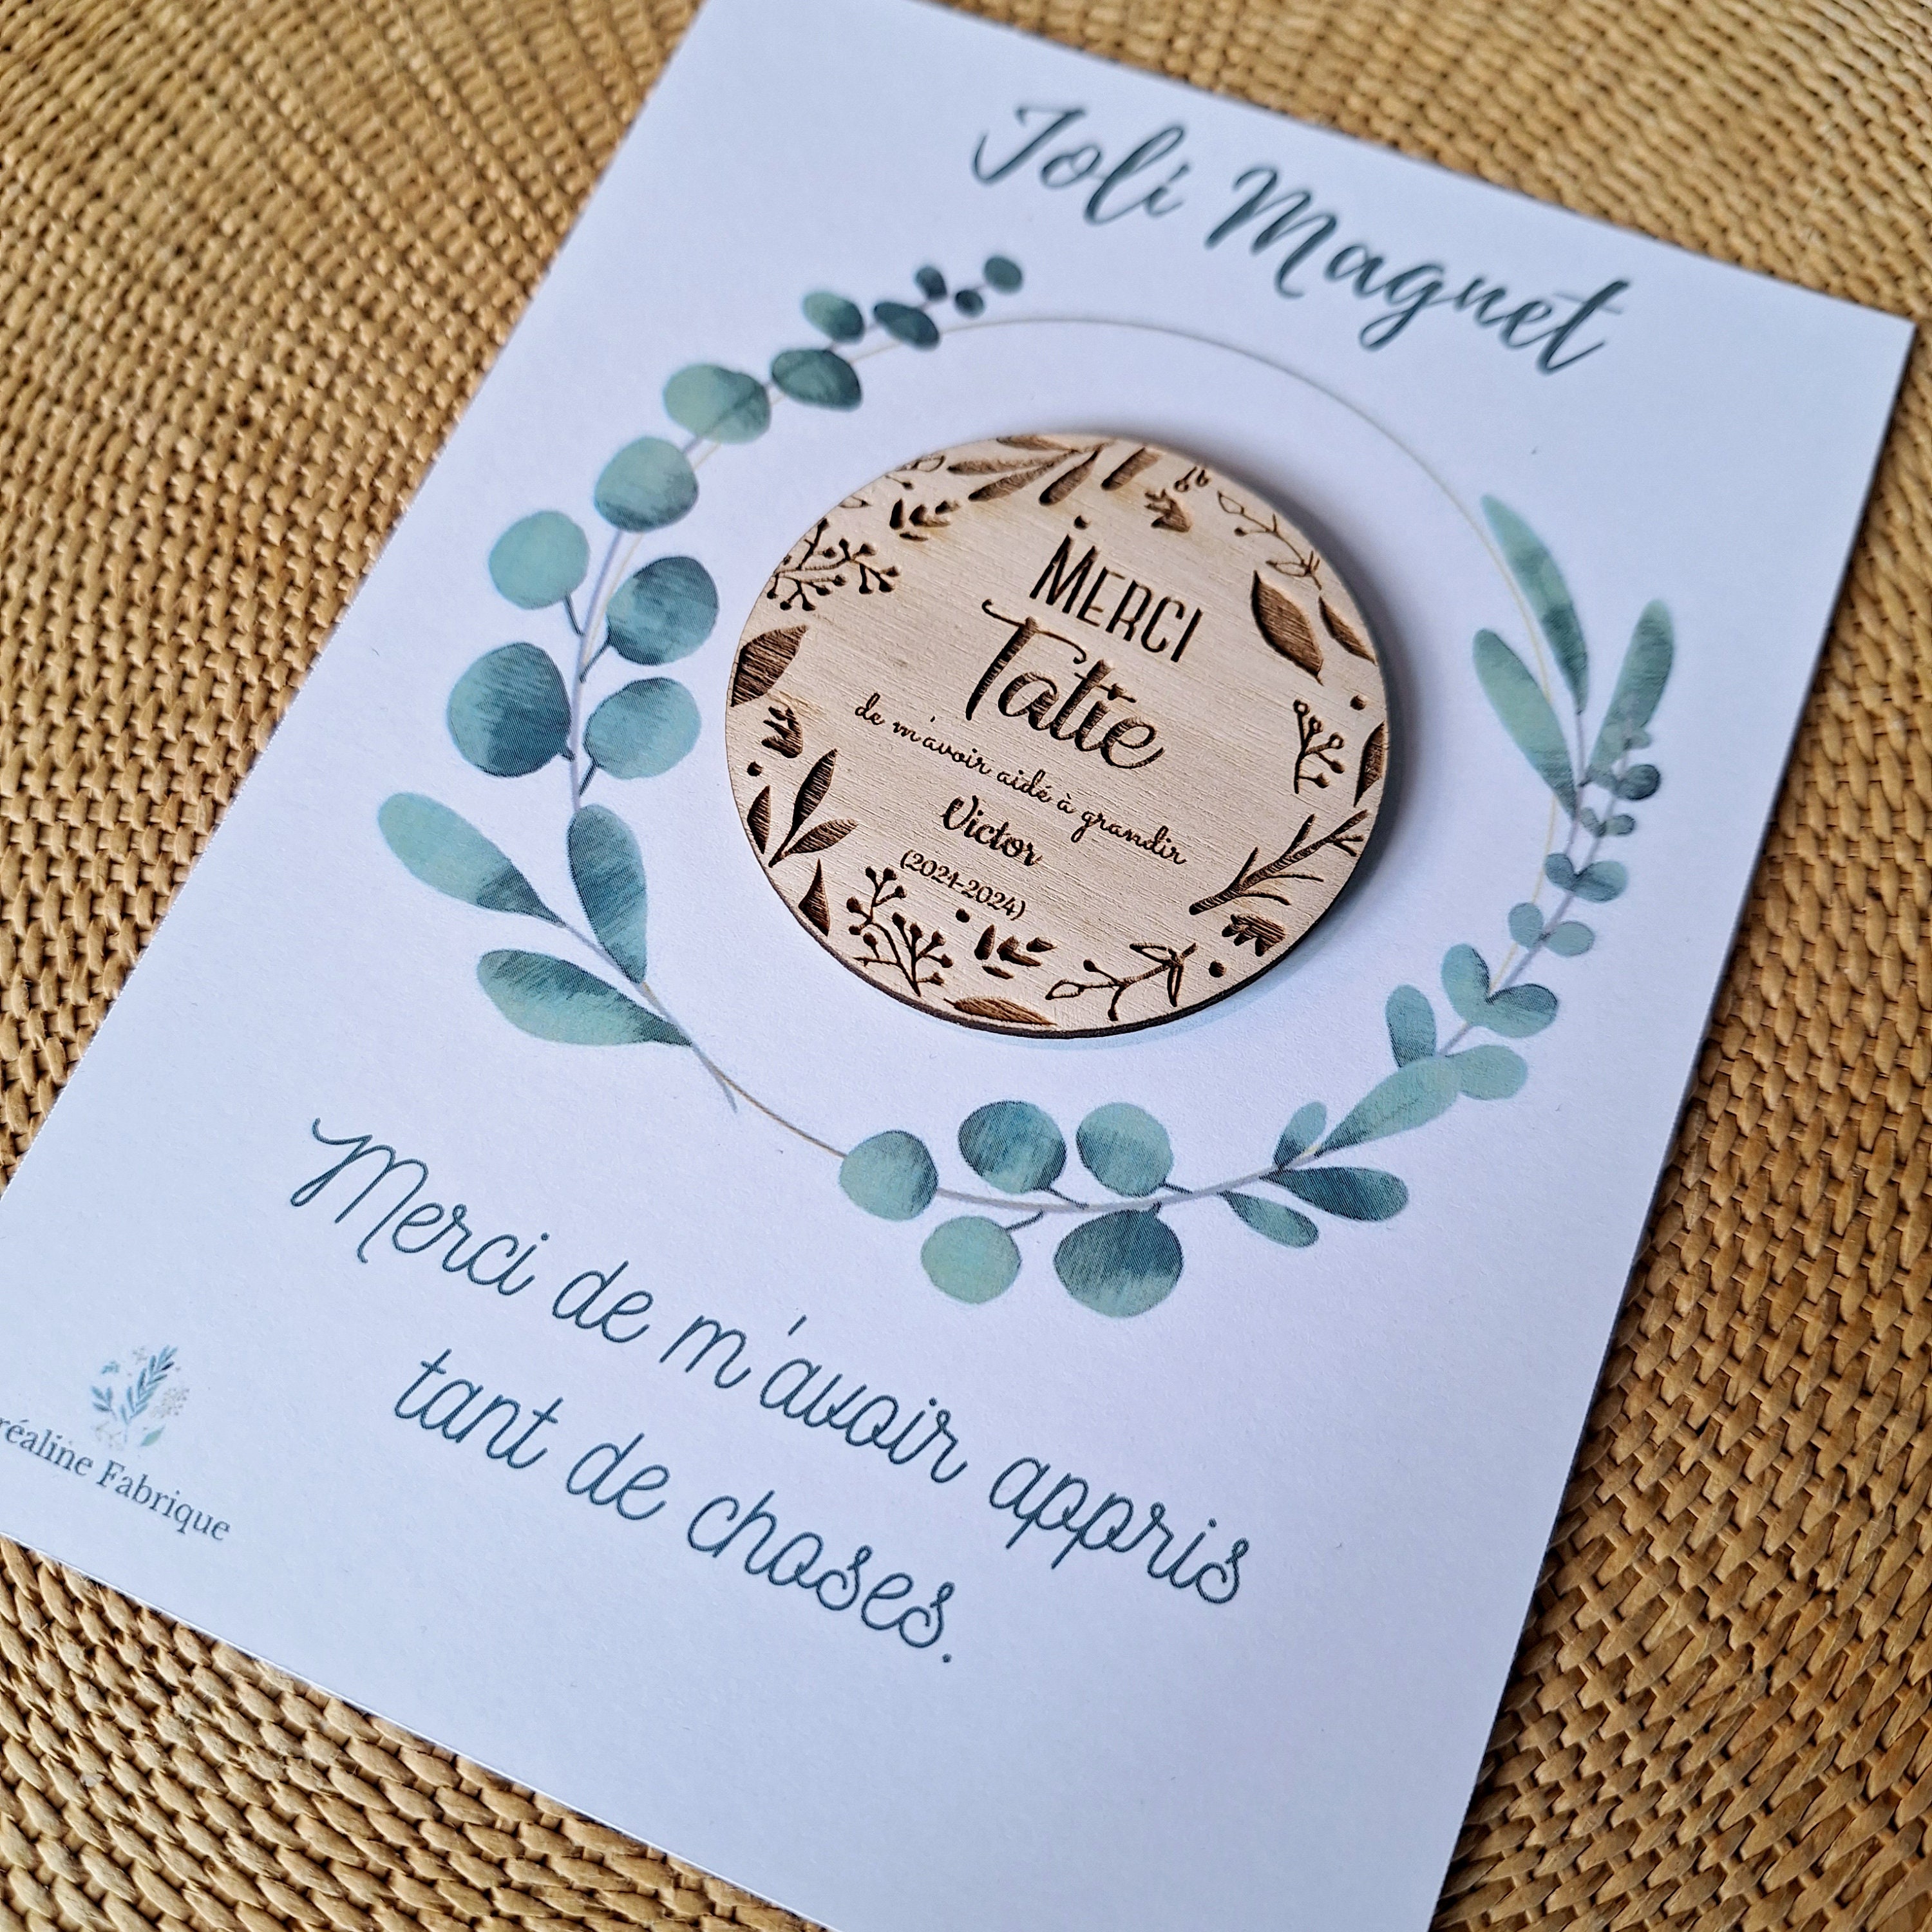 Joli Magnet
MERCI
Tatie
de m'avoir aidé à grandir
Victor
(2021-2024)
Merci de m'avoir appris
tant de choses.
réaline Fabrique